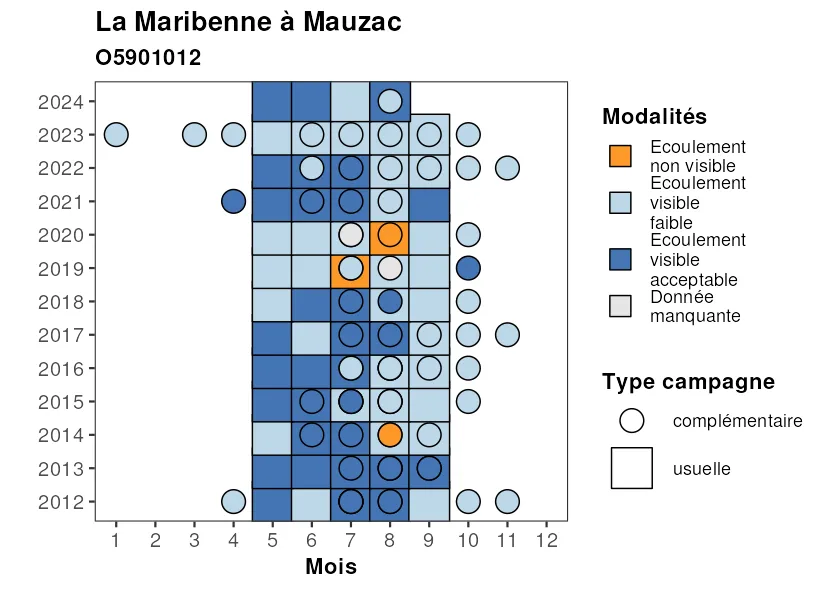 La Maribenne à Mauzac
O5901012
2024
2023
2022
2021
2020
2019
2018
2017
2016
2015
2014
2013
2012
1 2 3 4 5 6 7 8 9 10 11 12
Mois
Modalités
Ecoulement
non visible
Ecoulement
visible
faible
Ecoulement
visible
acceptable
Donnée
manquante
Type campagne
complémentaire
usuelle